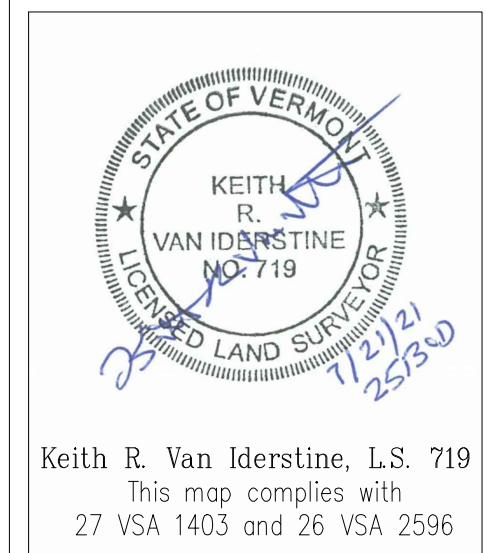 STATE OF VERMONT
KEITH
R.
VAN IDERSTINE
NO. 719
LICENSED LAND SURVEYOR
7/21/21
Keith R. Van Iderstine, L.S. 719
This map complies with
27 VSA 1403 and 26 VSA 2596